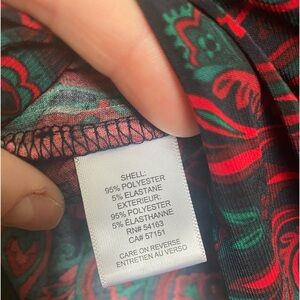 SHELL:
95% POLYESTER
5% ELASTANE
EXTERIEUR:
95% POLYESTER
5% ÉLASTHANNE
RN# 54163
CA# 57151
CARE ON REVERSE
ENTRETIEN AU VERSO